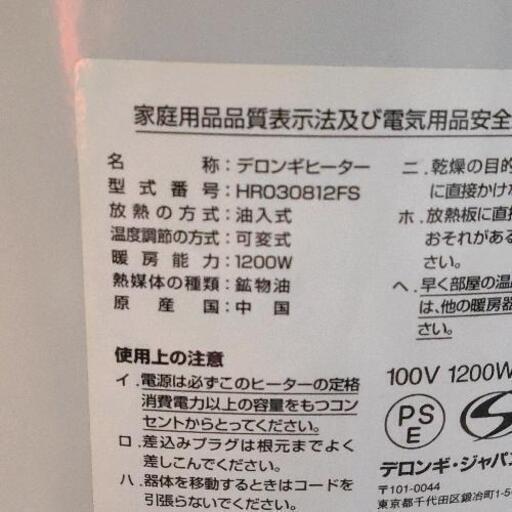 家庭用品品質表示法及び電気用品安全
名 称:デロンギヒーター
型式番号:HR030812FS
放熱の方式:油入式
温度調節の方式:可変式
暖房能力:1200W
熱媒体の種類:鉱物油
原産国:中国
使用上の注意
イ.電源は必ずこのヒーターの定格
消費電力以上の容量をもつコン
セントからとってください。
ロ.差込みプラグは根元までよく
差しこんでください。
ハ.器体を移動するときはコードを
引張らないでください。
ニ.乾燥の目的
に直接かけ
ホ.放熱板に直接
おそれがある
さい。
ヘ.早く部屋の温
は、他の暖房器
さい。
100V 1200W
PS
E
デロンギ・ジャパン
〒101-0044
東京都千代田区鍛冶町1-5-